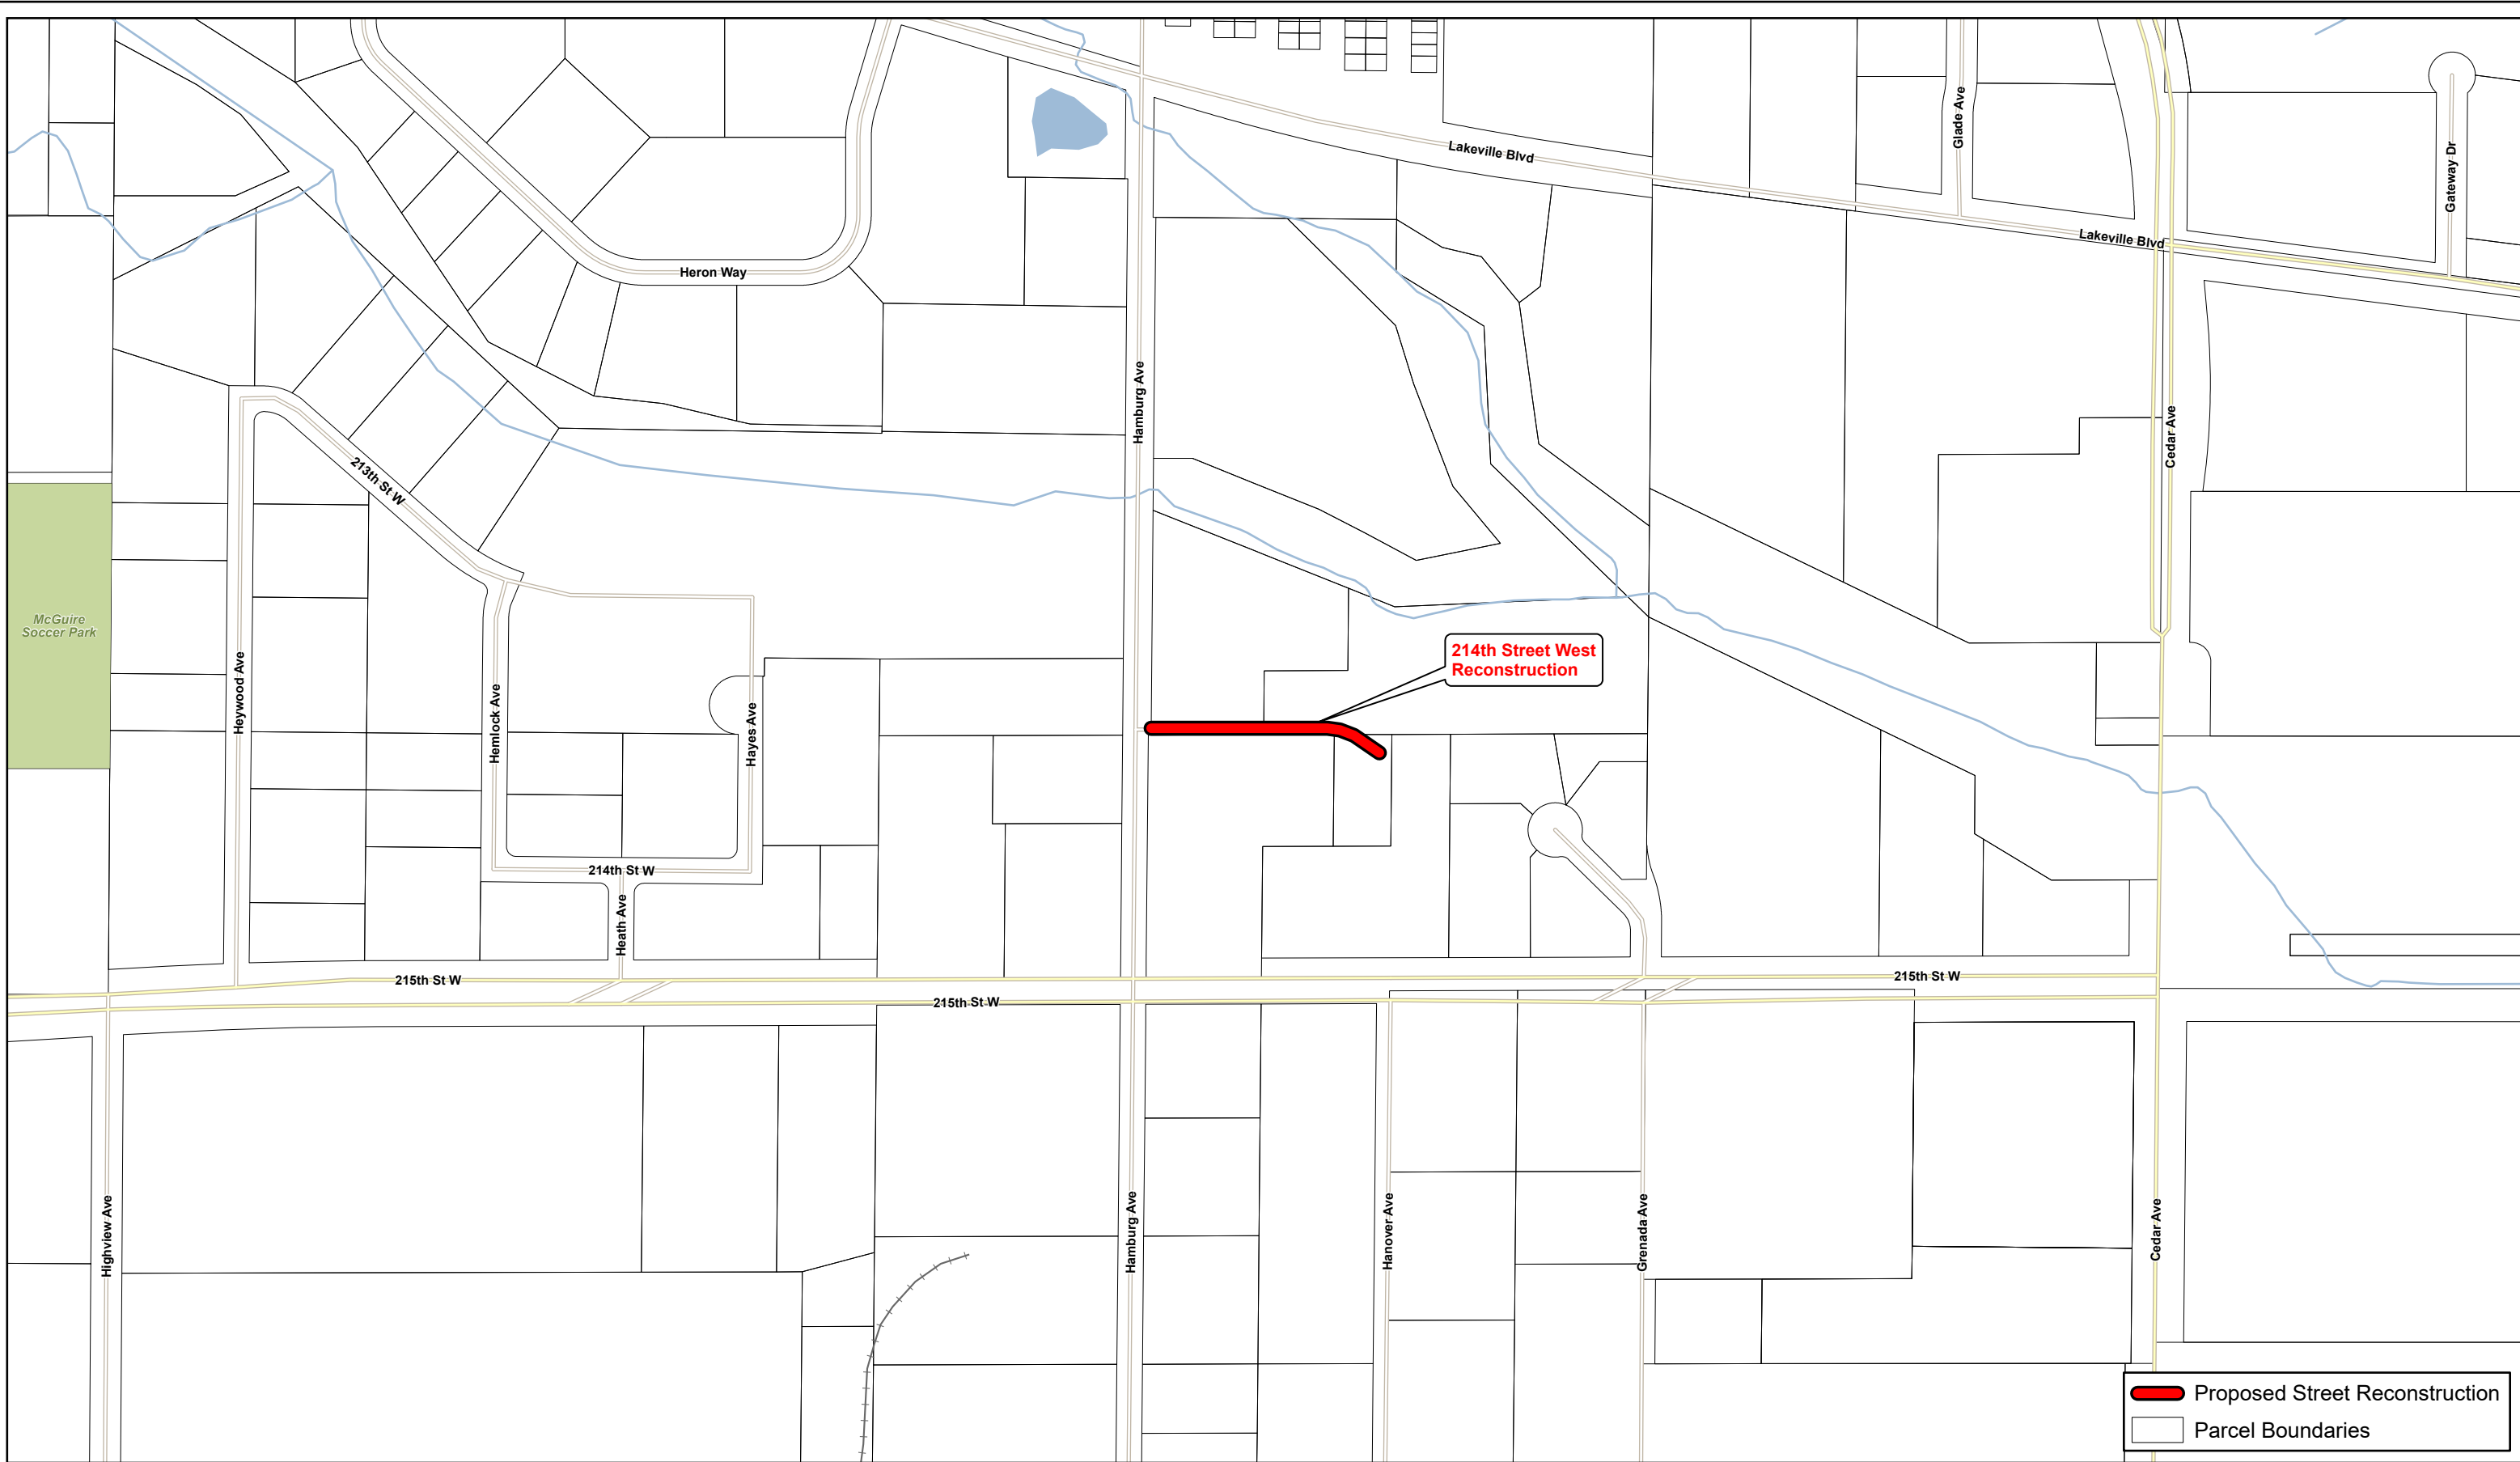 Glade Ave
Lakeville Blvd
Gateway Dr
Lakeville Blvd
Heron Way
Hamburg Ave
Cedar Ave
213th St W
McGuire
Soccer Park
214th Street West
Reconstruction
Heywood Ave
Hemlock Ave
Hayes Ave
214th St W
Heath Ave
215th St W
215th St W
215th St W
Highview Ave
Hamburg Ave
Hanover Ave
Grenada Ave
Cedar Ave
Proposed Street Reconstruction
Parcel Boundaries